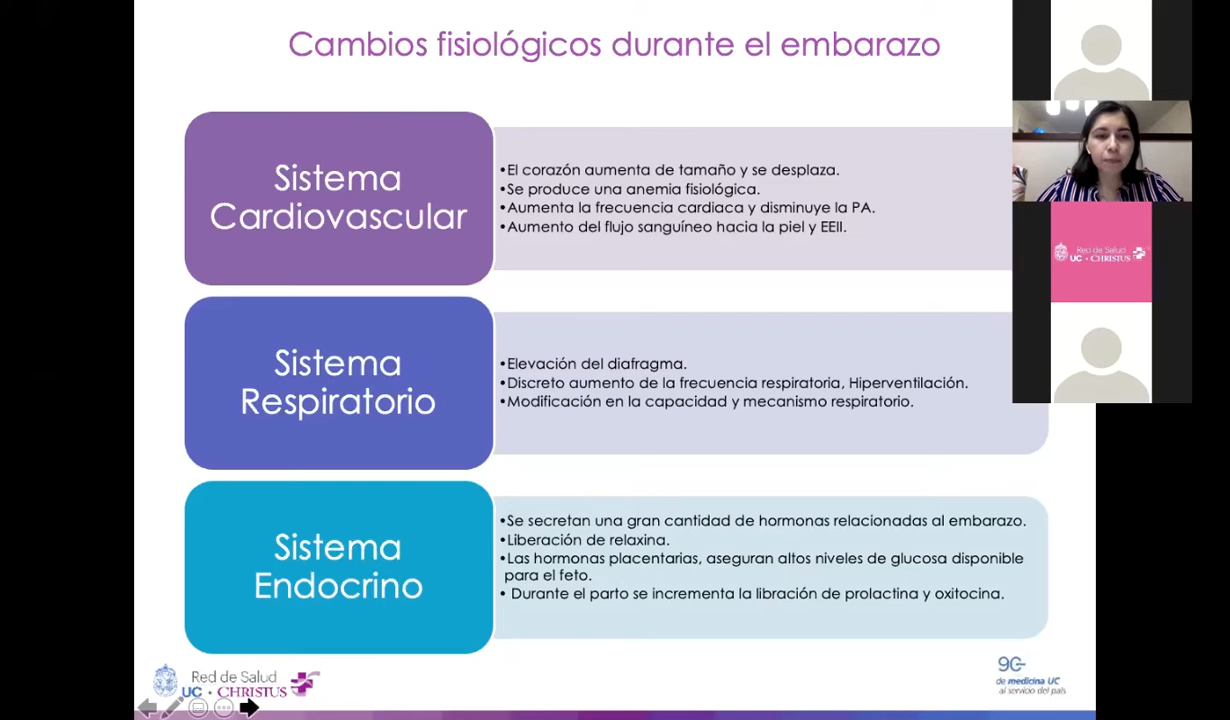 Cambios fisiológicos durante el embarazo
Sistema
Cardiovascular
•El corazón aumenta de tamaño y se desplaza.
•Se produce una anemia fisiológica.
•Aumenta la frecuencia cardiaca y disminuye la PA.
•Aumento del flujo sanguíneo hacia la piel y EEII.
Red de Salud
UC • CHRISTUS
Sistema
Respiratorio
•Elevación del diafragma.
•Discreto aumento de la frecuencia respiratoria, Hiperventilación.
•Modificación en la capacidad y mecanismo respiratorio.
Sistema
Endocrino
•Se secretan una gran cantidad de hormonas relacionadas al embarazo.
•Liberación de relaxina.
•Las hormonas placentarias, aseguran altos niveles de glucosa disponible
para el feto.
• Durante el parto se incrementa la libración de prolactina y oxitocina.
Red de Salud
UC • CHRISTUS
90
de medicina UC
al servicio del país